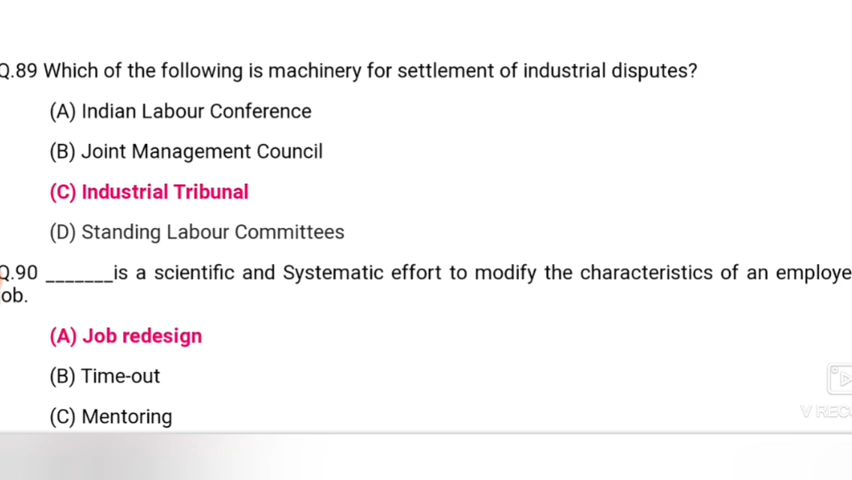 Q.89 Which of the following is machinery for settlement of industrial disputes?
(A) Indian Labour Conference
(B) Joint Management Council
(C) Industrial Tribunal
(D) Standing Labour Committees
Q.90 _______is a scientific and Systematic effort to modify the characteristics of an employe
ob.
(A) Job redesign
(B) Time-out
(C) Mentoring
V REC